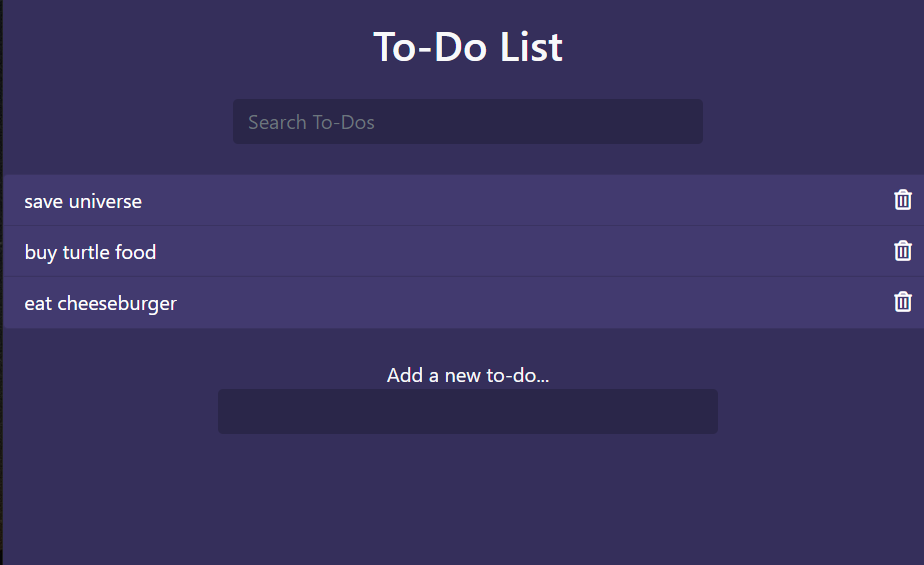 To-Do List
Search To-Dos
save universe
buy turtle food
eat cheeseburger
Add a new to-do...